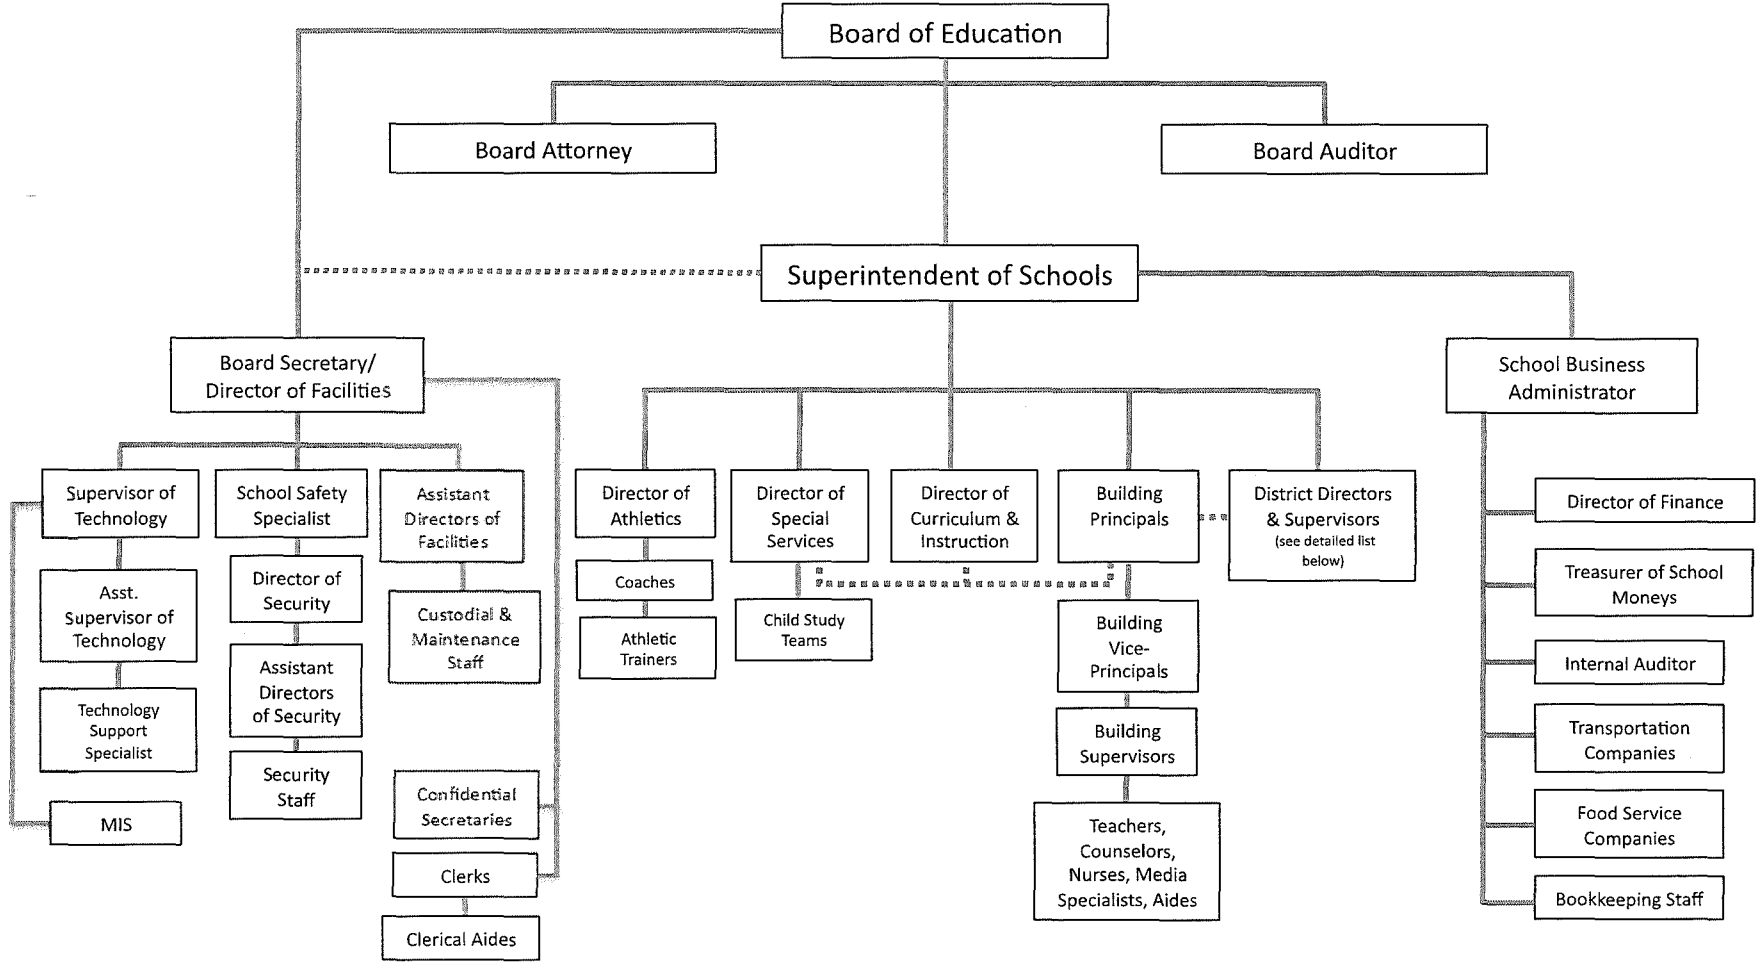 Board of Education
Board Attorney
Board Auditor
Superintendent of Schools
Board Secretary/
Director of Facilities
School Business
Administrator
Supervisor of
Technology
School Safety
Specialist
Assistant
Directors of
Facilities
Director of
Athletics
Director of
Special
Services
Director of
Curriculum &
Instruction
Building
Principals
District Directors
& Supervisors
(see detailed list
below)
Director of Finance
Asst.
Supervisor of
Technology
Director of
Security
Custodial &
Maintenance
Staff
Coaches
Athletic
Trainers
Child Study
Teams
Building
Vice-
Principals
Treasurer of School
Moneys
Internal Auditor
Technology
Support
Specialist
Assistant
Directors
of Security
Building
Supervisors
Transportation
Companies
MIS
Security
Staff
Confidential
Secretaries
Clerks
Clerical Aides
Teachers,
Counselors,
Nurses, Media
Specialists, Aides
Food Service
Companies
Bookkeeping Staff